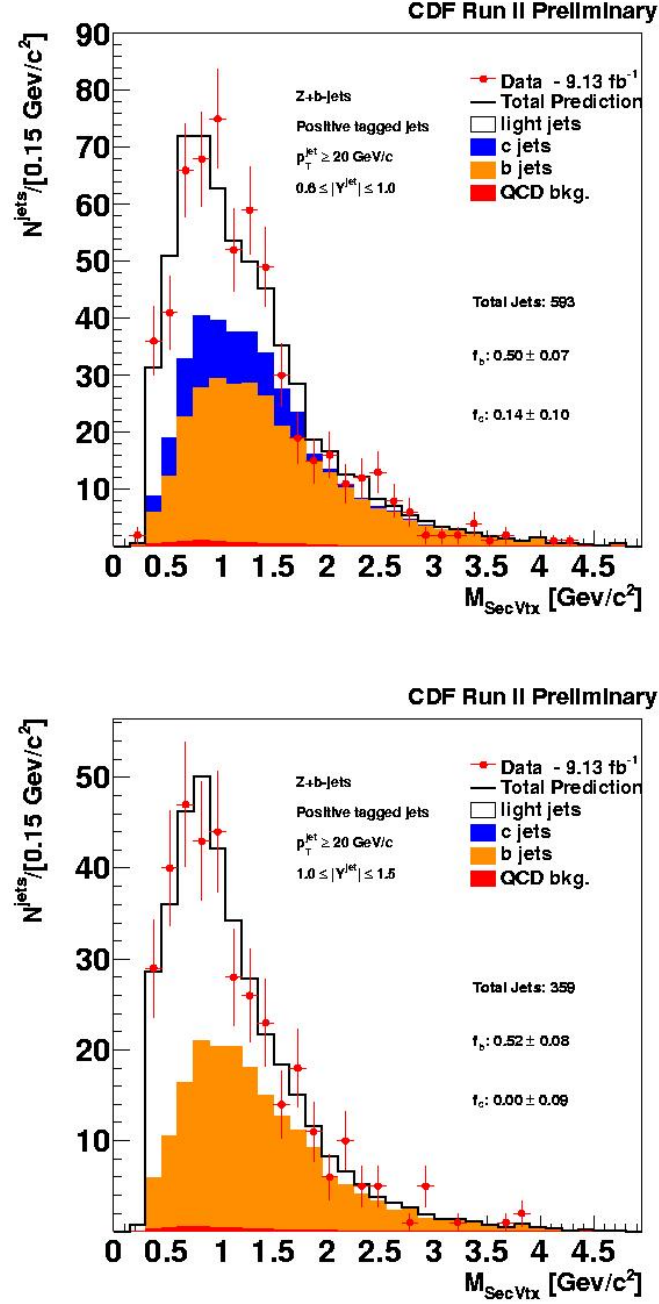 CDF Run II Preliminary
N^jets/[0.15 Gev/c²]
90
80
70
60
50
40
30
20
10
Z+b-jets
Positive tagged jets
p_T^jet ≥ 20 GeV/c
0.6 ≤ |Y^jet| ≤ 1.0
Data - 9.13 fb⁻¹
Total Prediction
light jets
c jets
b jets
QCD bkg.
Total Jets: 593
f_b: 0.50 ± 0.07
f_c: 0.14 ± 0.10
0 0.5 1 1.5 2 2.5 3 3.5 4 4.5
M_SecVtx [Gev/c²]
CDF Run II Preliminary
N^jets/[0.15 Gev/c²]
50
40
30
20
10
Z+b-jets
Positive tagged jets
p_T^jet ≥ 20 GeV/c
1.0 ≤ |Y^jet| ≤ 1.5
Data - 9.13 fb⁻¹
Total Prediction
light jets
c jets
b jets
QCD bkg.
Total Jets: 359
f_b: 0.52 ± 0.08
f_c: 0.00 ± 0.09
0 0.5 1 1.5 2 2.5 3 3.5 4 4.5
M_SecVtx [Gev/c²]